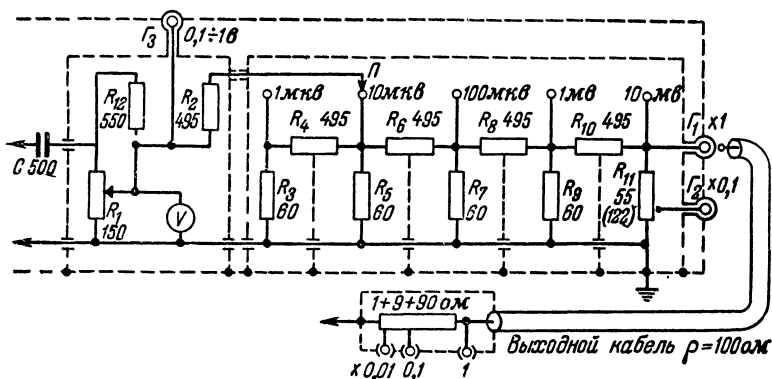 Г3 0,1÷1в
R12 550
R2 495
П
1мкв
10мкв
100мкв
1мв
10 мв
R4 495
R6 495
R8 495
R10 495
Г1 x1
C 500
R1 150
V
R3 60
R5 60
R7 60
R9 60
R11 55 (122)
Г2 x0,1
1+9+90 ом
x 0,01 0,1 1
Выходной кабель ρ=100ом